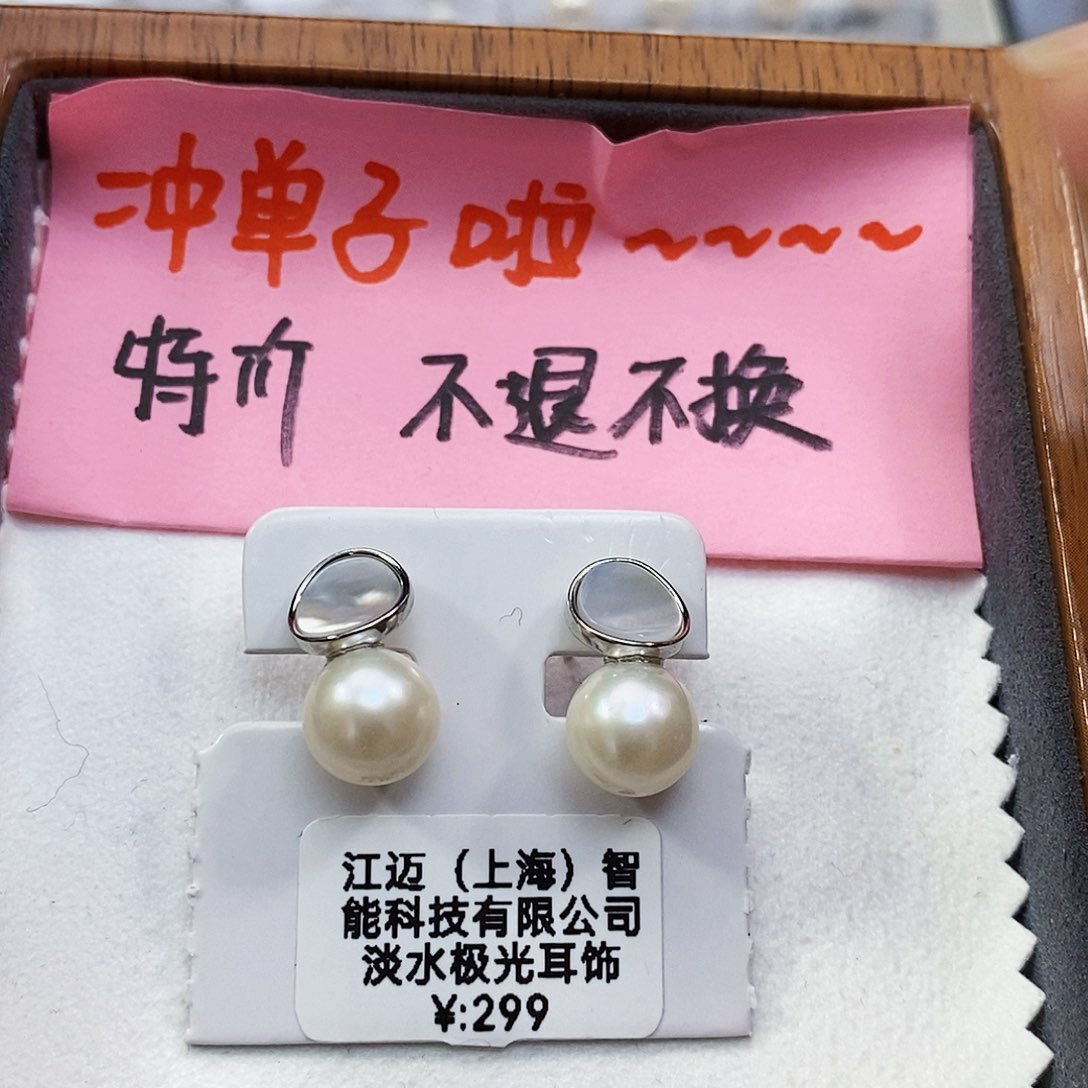 冲单子啦~~~~
特价 不退不换
江迈（上海）智
能科技有限公司
淡水极光耳饰
¥:299